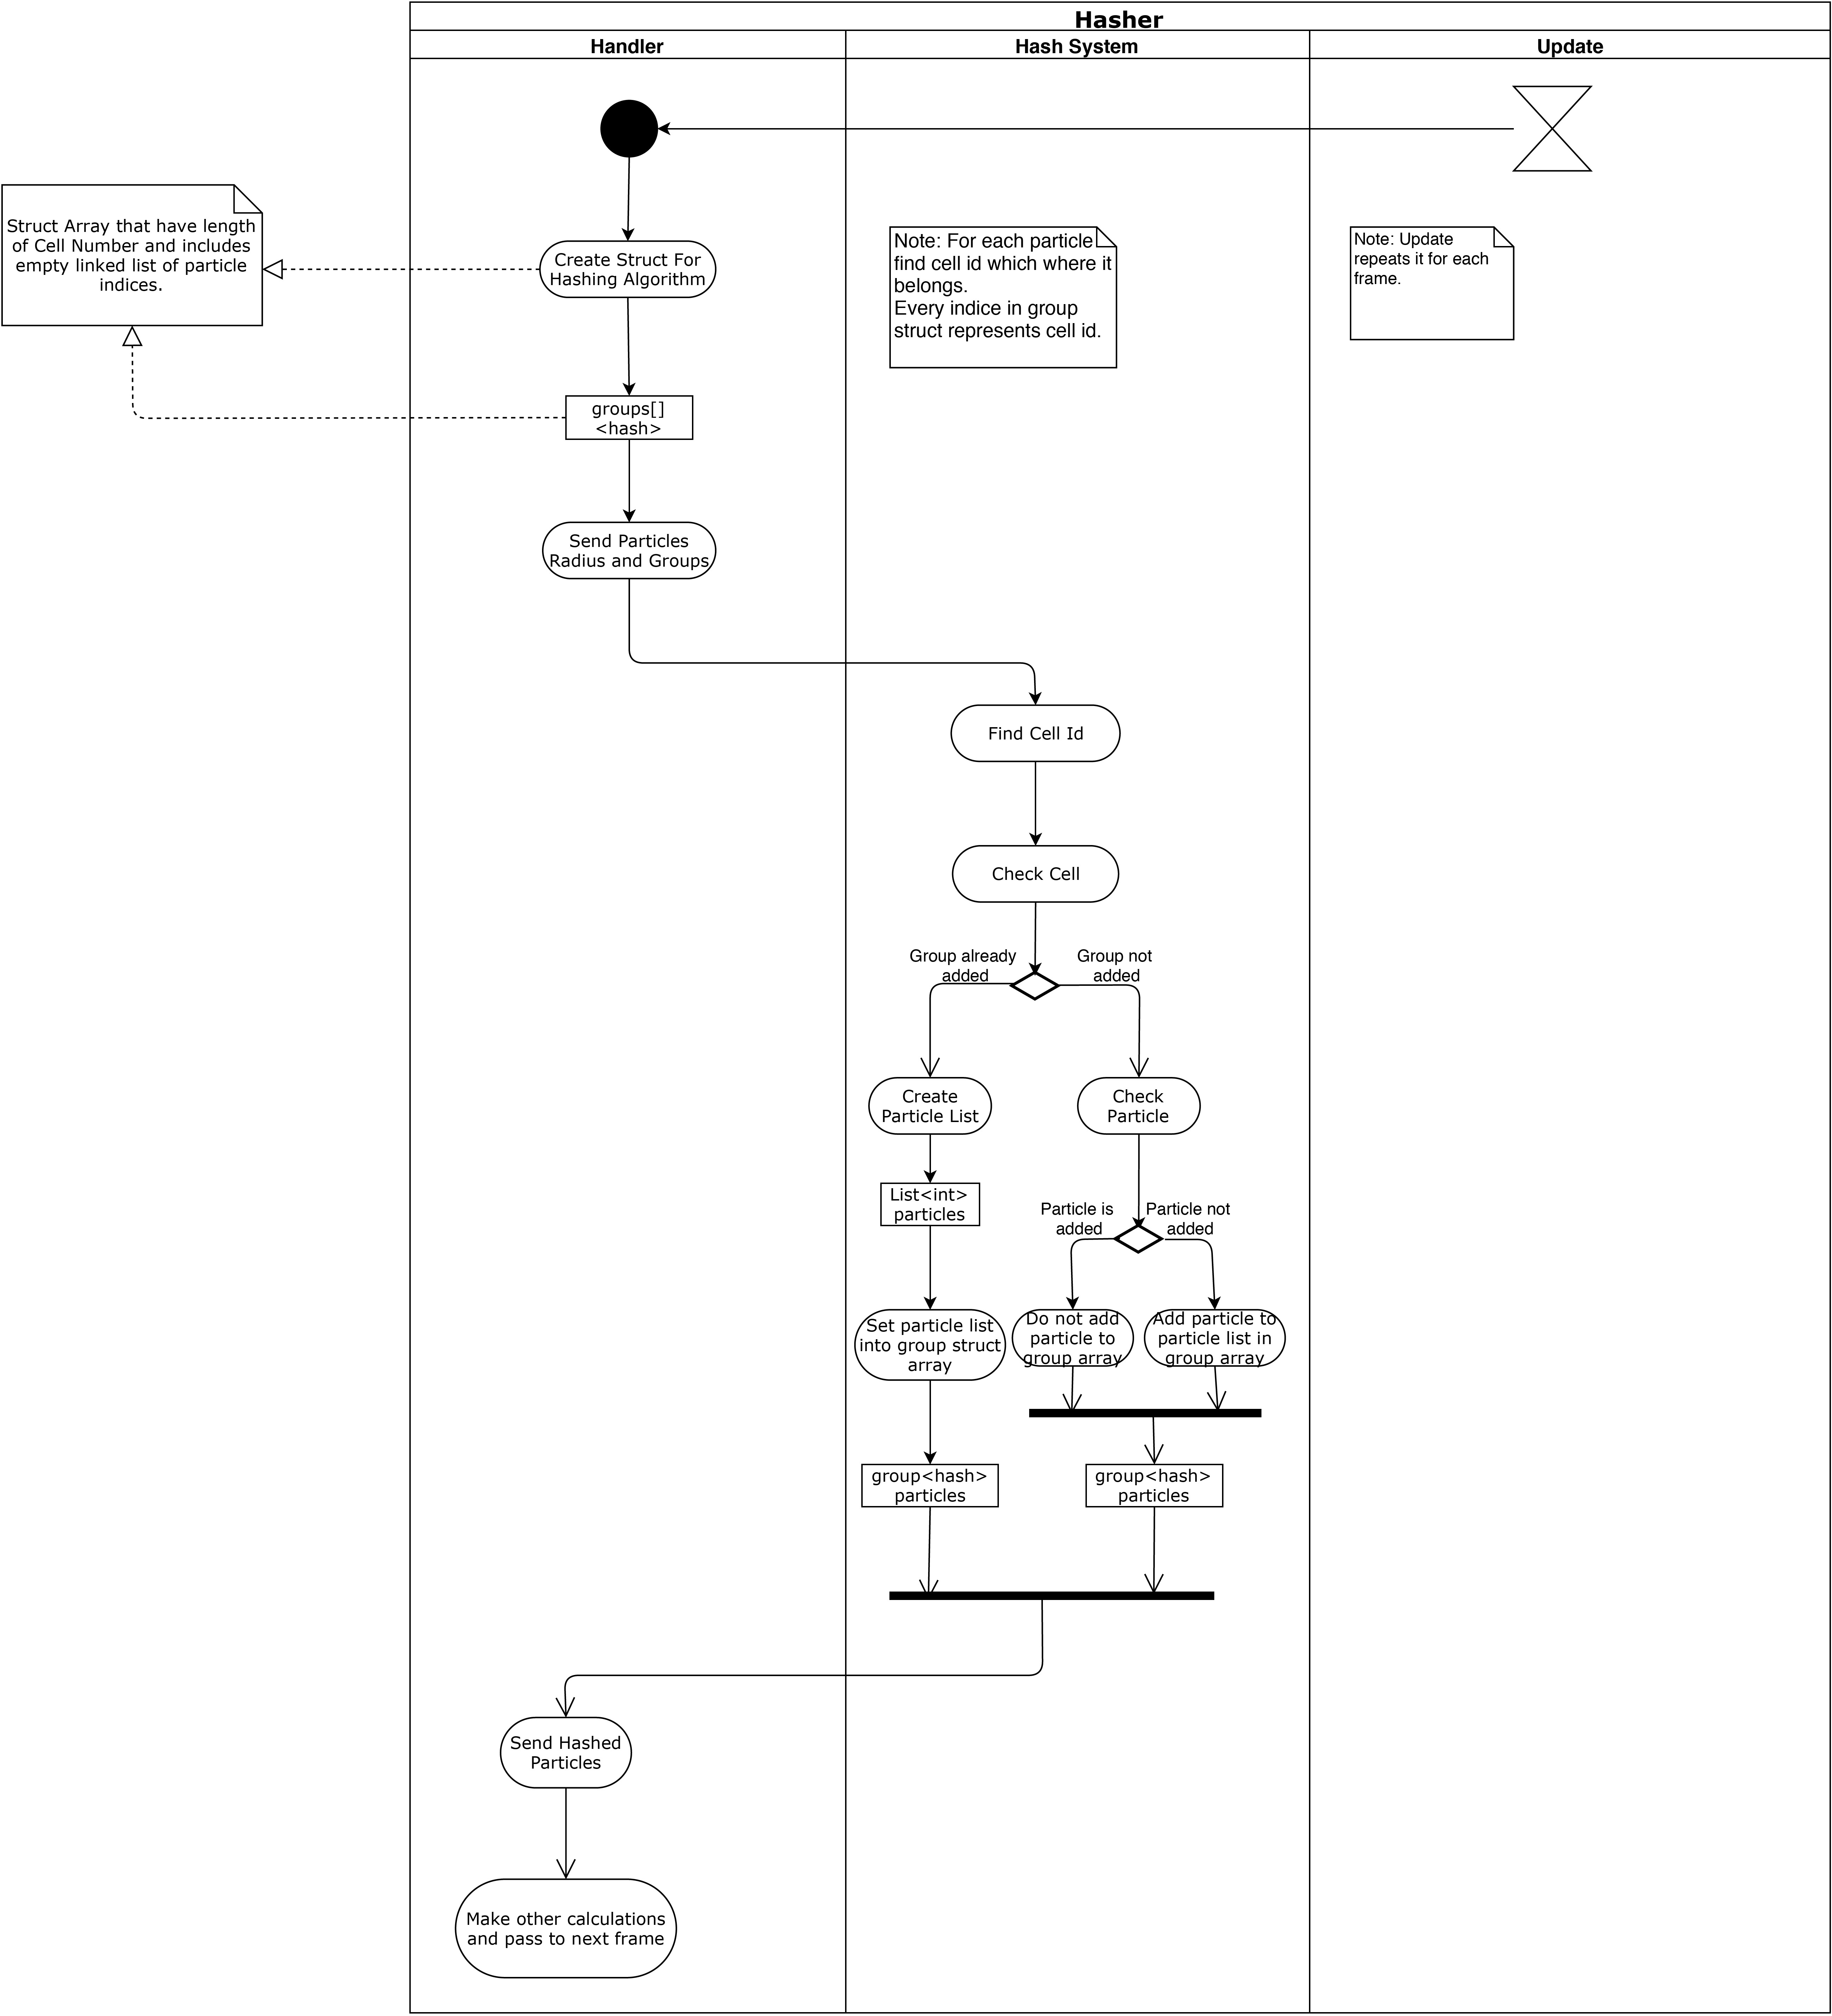 Hasher
Handler
Hash System
Update
Struct Array that have length
of Cell Number and includes
empty linked list of particle
indices.
Create Struct For
Hashing Algorithm
Note: For each particle
find cell id which where it
belongs.
Every indice in group
struct represents cell id.
Note: Update
repeats it for each
frame.
groups[]
<hash>
Send Particles
Radius and Groups
Find Cell Id
Check Cell
Group already
added
Group not
added
Create
Particle List
Check
Particle
List<int>
particles
Particle is
added
Particle not
added
Set particle list
into group struct
array
Do not add
particle to
group array
Add particle to
particle list in
group array
group<hash>
particles
group<hash>
particles
Send Hashed
Particles
Make other calculations
and pass to next frame